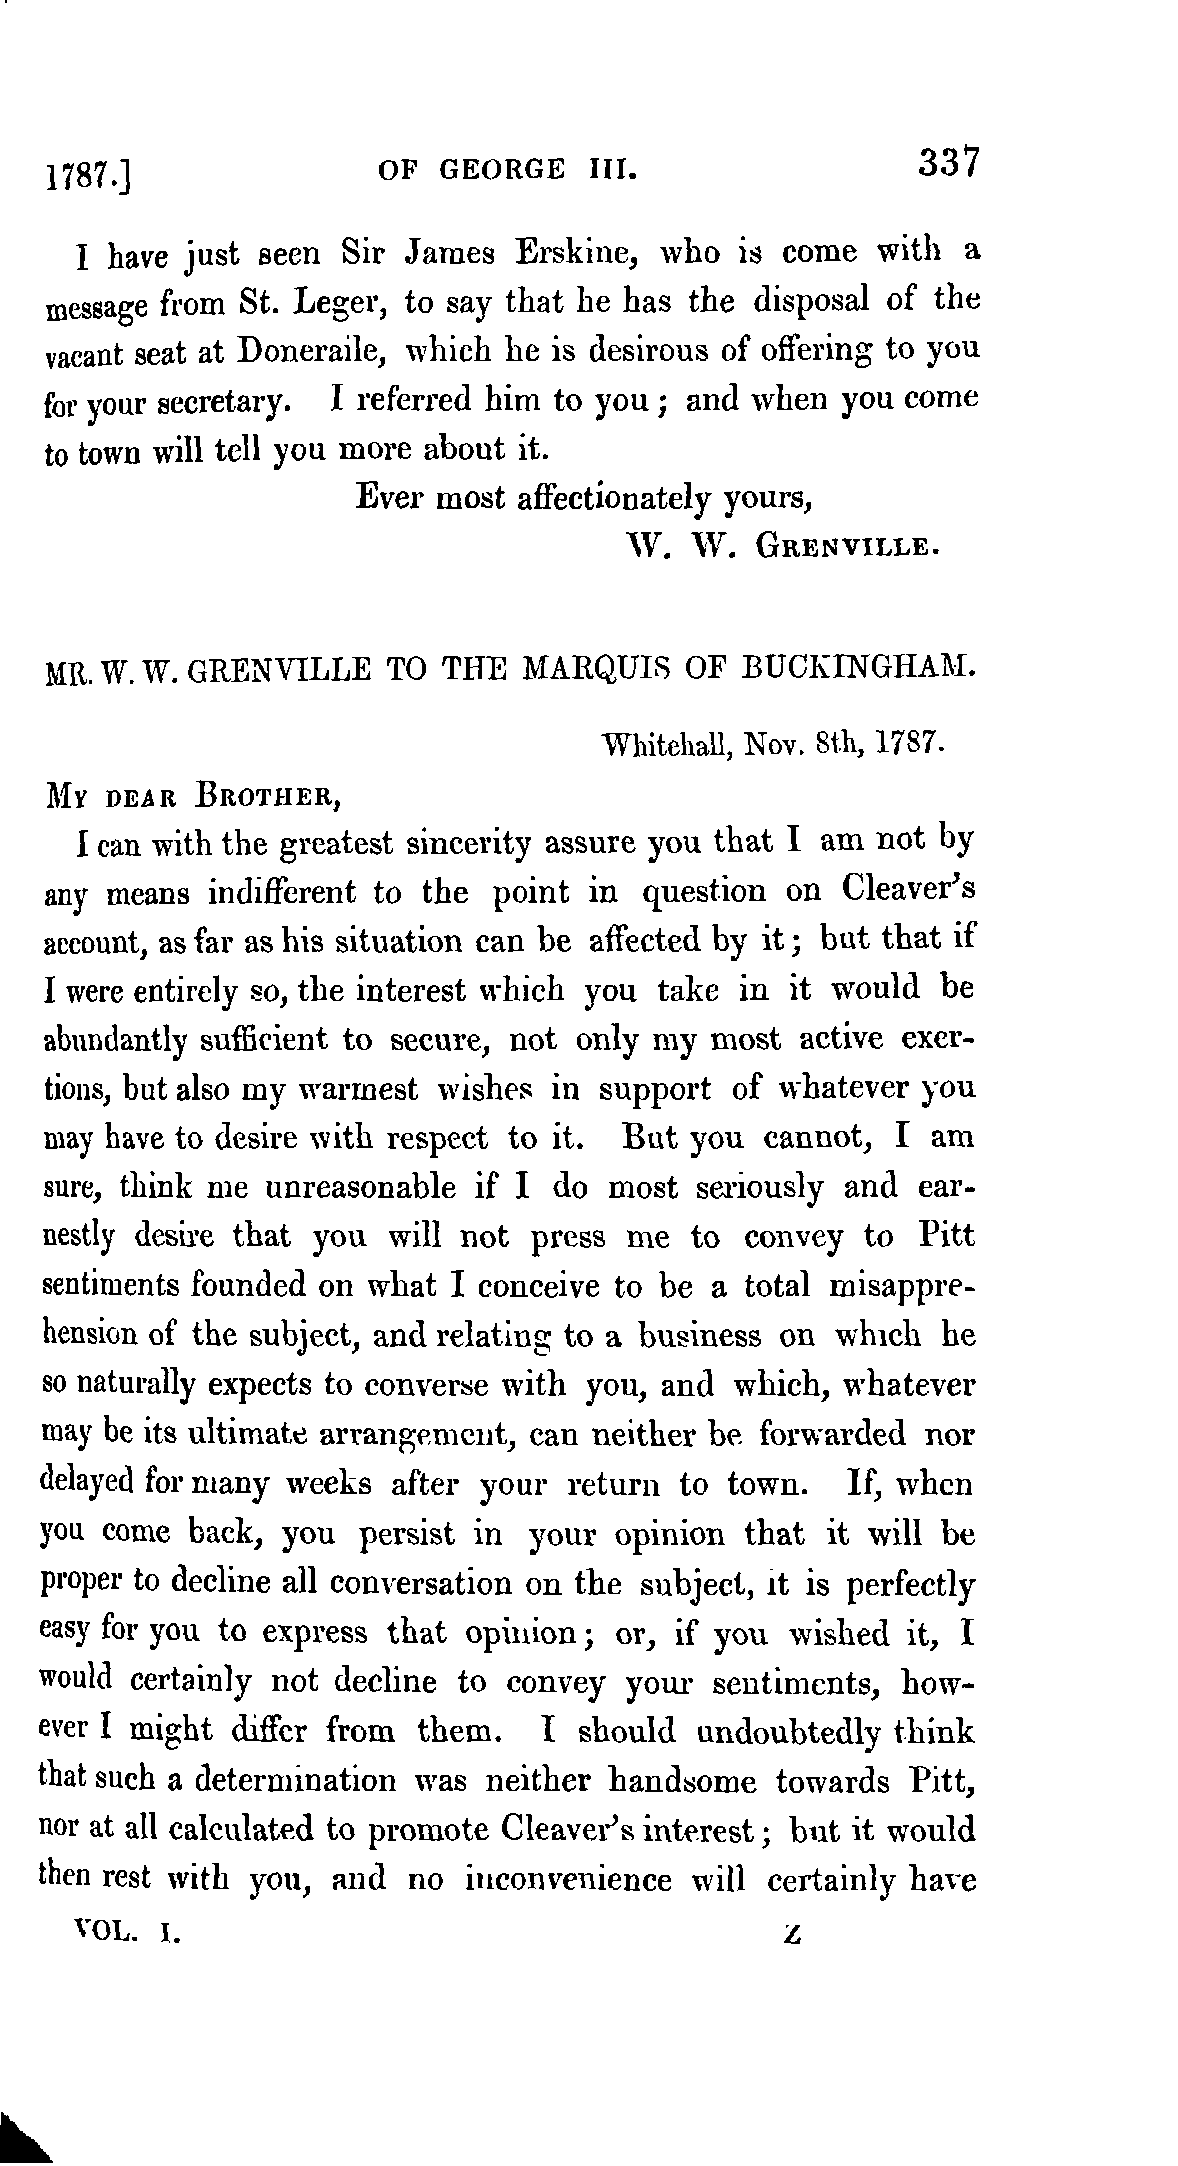 1787.] OF GEORGE III. 337
I have just seen Sir James Erskine, who is come with a
message from St. Leger, to say that he has the disposal of the
vacant seat at Doneraile, which he is desirous of offering to you
for your secretary. I referred him to you; and when you come
to town will tell you more about it.
Ever most affectionately yours,
W. W. GRENVILLE.
MR. W. W. GRENVILLE TO THE MARQUIS OF BUCKINGHAM.
Whitehall, Nov. 8th, 1787.
MY DEAR BROTHER,
I can with the greatest sincerity assure you that I am not by
any means indifferent to the point in question on Cleaver's
account, as far as his situation can be affected by it; but that if
I were entirely so, the interest which you take in it would be
abundantly sufficient to secure, not only my most active exer-
tions, but also my warmest wishes in support of whatever you
may have to desire with respect to it. But you cannot, I am
sure, think me unreasonable if I do most seriously and ear-
nestly desire that you will not press me to convey to Pitt
sentiments founded on what I conceive to be a total misappre-
hension of the subject, and relating to a business on which he
so naturally expects to converse with you, and which, whatever
may be its ultimate arrangement, can neither be forwarded nor
delayed for many weeks after your return to town. If, when
you come back, you persist in your opinion that it will be
proper to decline all conversation on the subject, it is perfectly
easy for you to express that opinion; or, if you wished it, I
would certainly not decline to convey your sentiments, how-
ever I might differ from them. I should undoubtedly think
that such a determination was neither handsome towards Pitt,
nor at all calculated to promote Cleaver's interest; but it would
then rest with you, and no inconvenience will certainly have
VOL. I. Z